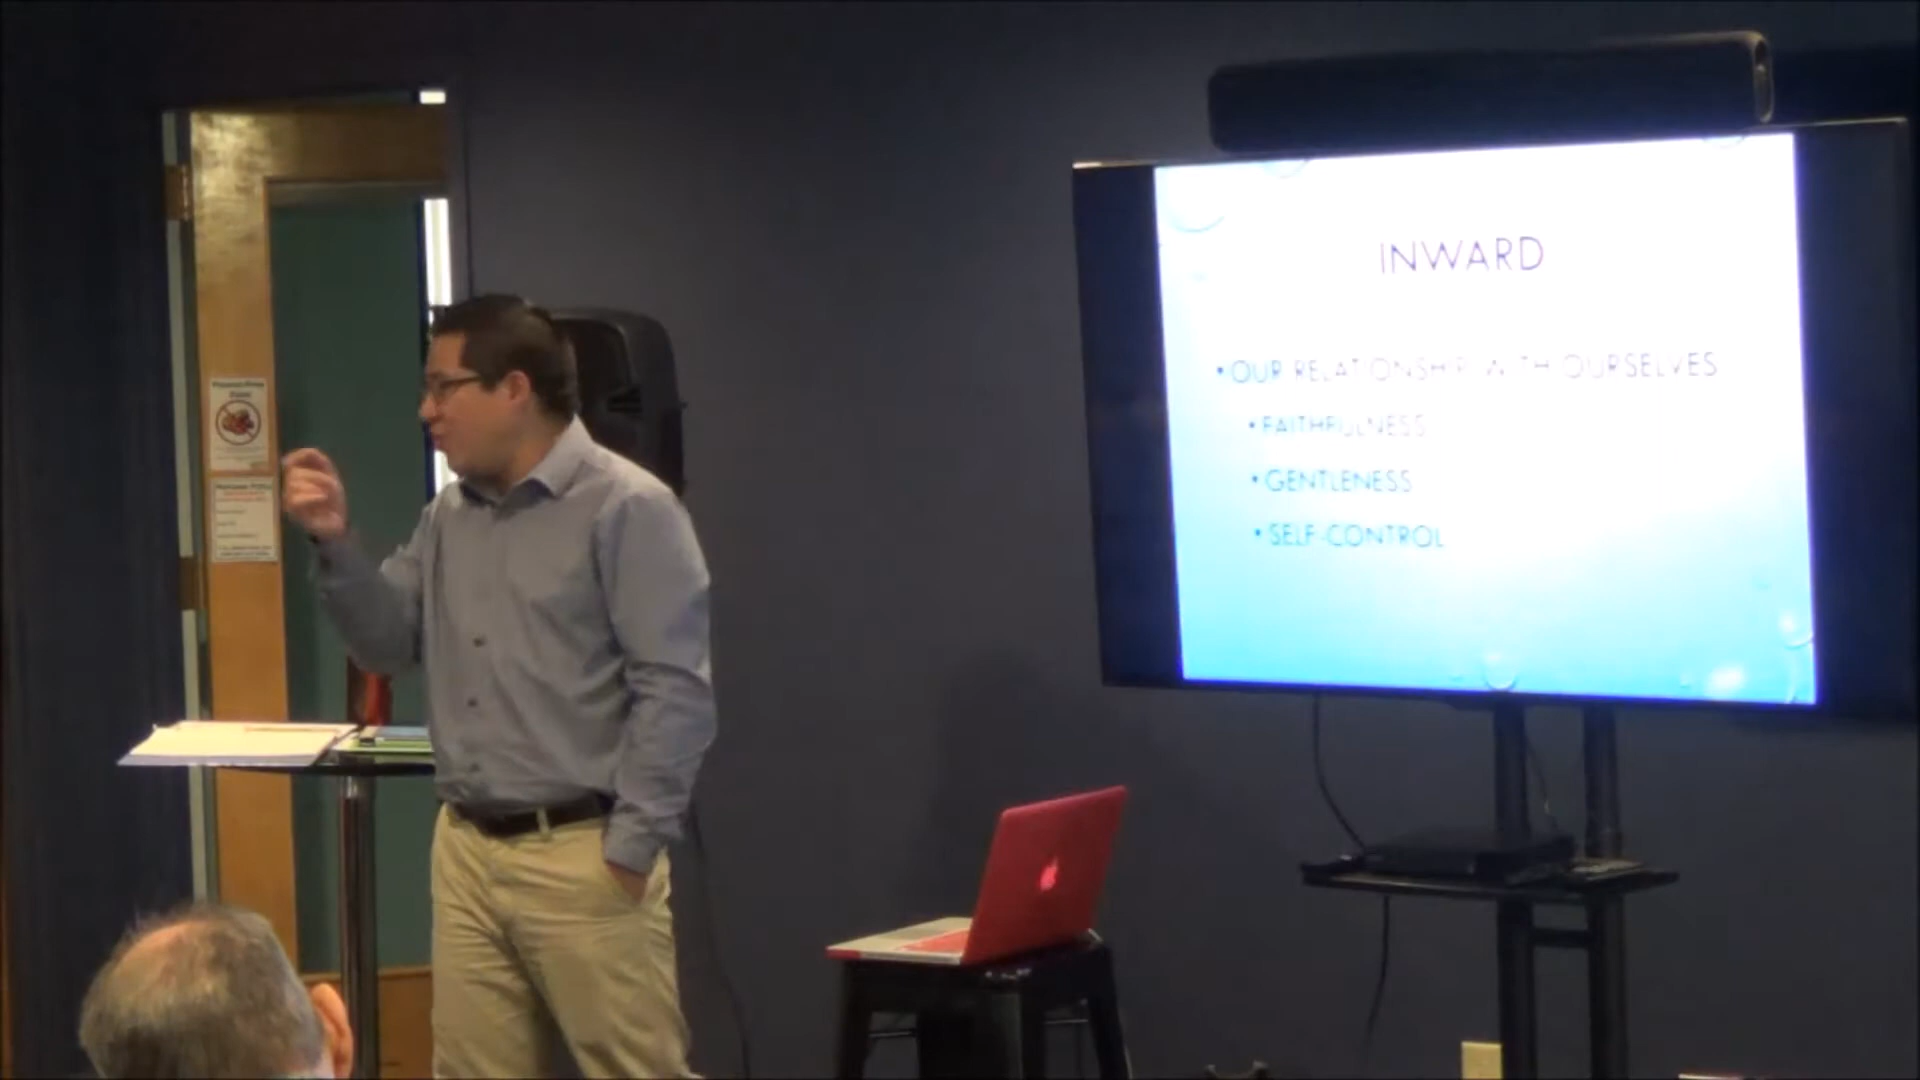 INWARD
• OUR RELATIONSHIP WITH OURSELVES
• FAITHFULNESS
• GENTLENESS
• SELF-CONTROL